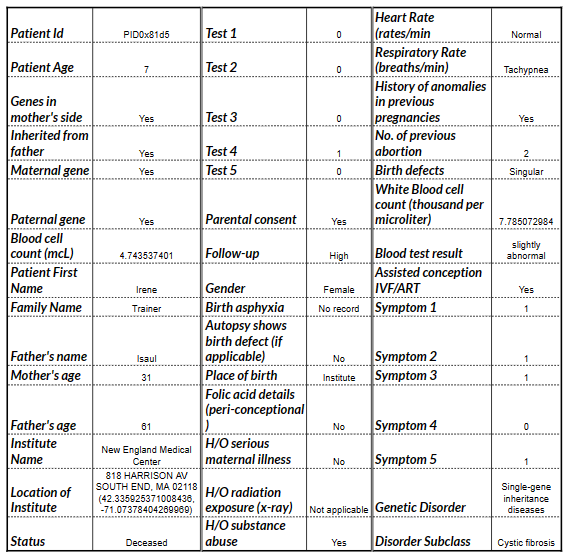 Patient Id PID0x81d5 Test 1 0 Heart Rate (rates/min Normal
Patient Age 7 Test 2 0 Respiratory Rate (breaths/min) Tachypnea
Genes in mother's side Yes Test 3 0 History of anomalies in previous pregnancies Yes
Inherited from father Yes Test 4 1 No. of previous abortion 2
Maternal gene Yes Test 5 0 Birth defects Singular
Paternal gene Yes Parental consent Yes White Blood cell count (thousand per microliter) 7.785072984
Blood cell count (mcL) 4.743537401 Follow-up High Blood test result slightly abnormal
Patient First Name Irene Gender Female Assisted conception IVF/ART Yes
Family Name Trainer Birth asphyxia No record Symptom 1 1
Father's name Isaul Autopsy shows birth defect (if applicable) No Symptom 2 1
Mother's age 31 Place of birth Institute Symptom 3 1
Father's age 61 Folic acid details (peri-conceptional ) No Symptom 4 0
Institute Name New England Medical Center H/O serious maternal illness No Symptom 5 1
Location of Institute 818 HARRISON AV SOUTH END, MA 02118 (42.335925371008436, -71.07378404269969) H/O radiation exposure (x-ray) Not applicable Genetic Disorder Single-gene inheritance diseases
Status Deceased H/O substance abuse Yes Disorder Subclass Cystic fibrosis